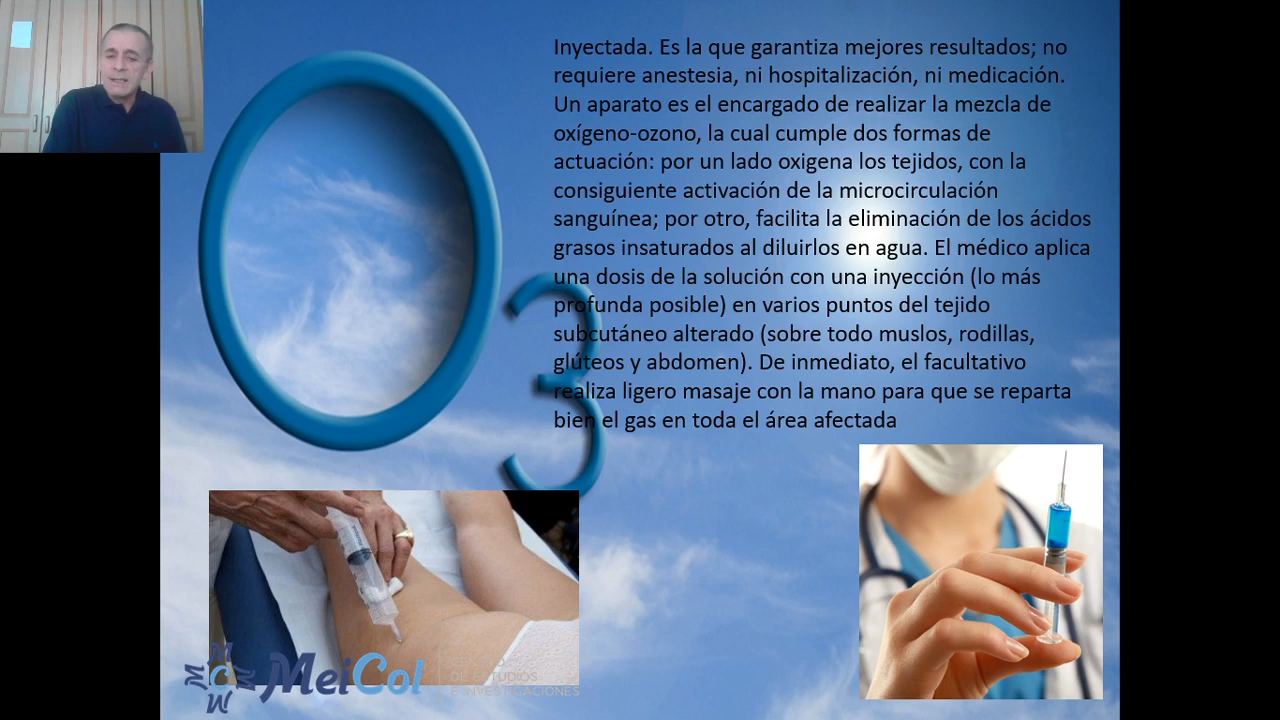 Inyectada. Es la que garantiza mejores resultados; no
requiere anestesia, ni hospitalización, ni medicación.
Un aparato es el encargado de realizar la mezcla de
oxígeno-ozono, la cual cumple dos formas de
actuación: por un lado oxigena los tejidos, con la
consiguiente activación de la microcirculación
sanguínea; por otro, facilita la eliminación de los ácidos
grasos insaturados al diluirlos en agua. El médico aplica
una dosis de la solución con una inyección (lo más
profunda posible) en varios puntos del tejido
subcutáneo alterado (sobre todo muslos, rodillas,
glúteos y abdomen). De inmediato, el facultativo
realiza ligero masaje con la mano para que se reparta
bien el gas en toda el área afectada
O3
MeiCol
DE ESTUDIOS
E INVESTIGACIONES